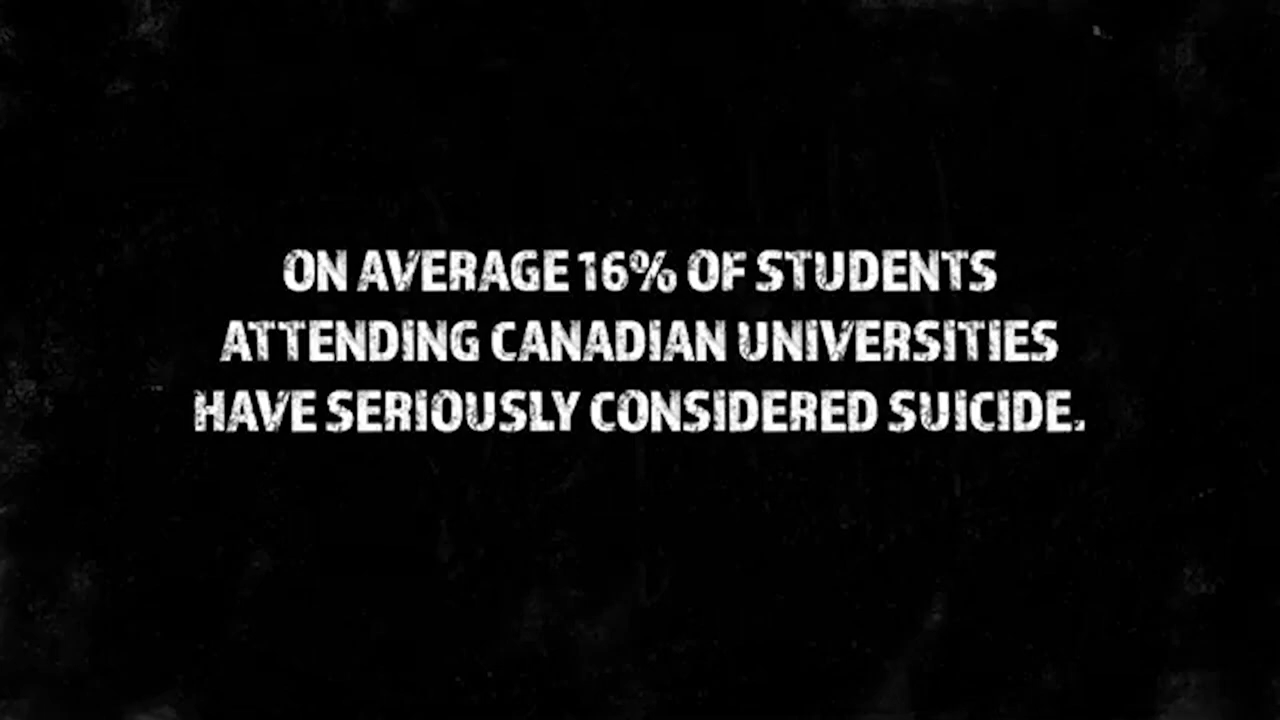 ON AVERAGE 16% OF STUDENTS
ATTENDING CANADIAN UNIVERSITIES
HAVE SERIOUSLY CONSIDERED SUICIDE.